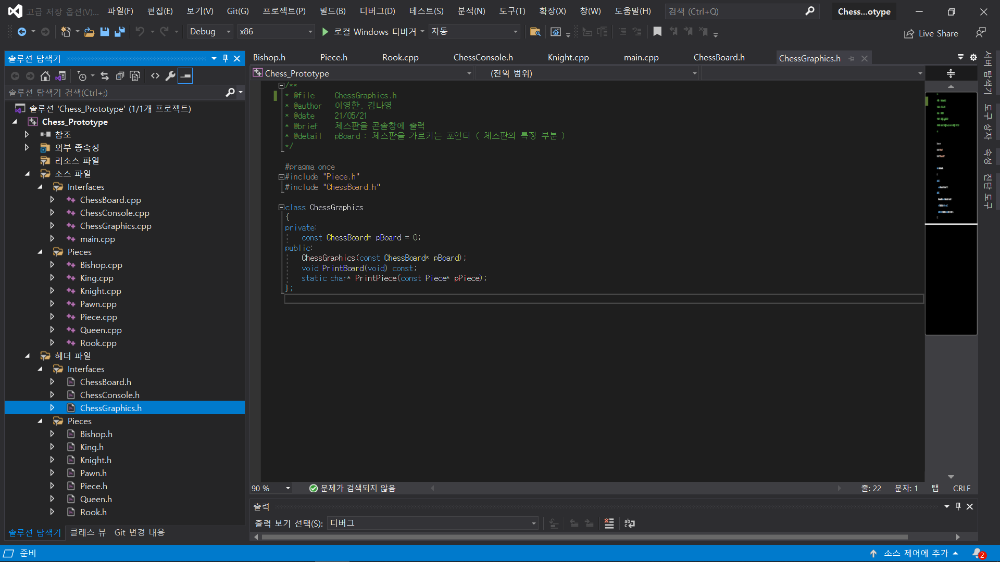 고급 저장 옵션(V)... 파일(F) 편집(E) 보기(V) Git(G) 프로젝트(P) 빌드(B) 디버그(D) 테스트(S) 분석(N) 도구(T) 확장(X) 창(W) 도움말(H) 검색 (Ctrl+Q) Chess...otype
Debug x86 로컬 Windows 디버거 자동 Live Share
솔루션 탐색기
솔루션 탐색기 검색(Ctrl+;)
솔루션 'Chess_Prototype' (1/1개 프로젝트)
Chess_Prototype
참조
외부 종속성
리소스 파일
소스 파일
Interfaces
ChessBoard.cpp
ChessConsole.cpp
ChessGraphics.cpp
main.cpp
Pieces
Bishop.cpp
King.cpp
Knight.cpp
Pawn.cpp
Piece.cpp
Queen.cpp
Rook.cpp
헤더 파일
Interfaces
ChessBoard.h
ChessConsole.h
ChessGraphics.h
Pieces
Bishop.h
King.h
Knight.h
Pawn.h
Piece.h
Queen.h
Rook.h
솔루션 탐색기 클래스 뷰 Git 변경 내용
Bishop.h Piece.h Rook.cpp ChessConsole.h Knight.cpp main.cpp ChessBoard.h ChessGraphics.h
Chess_Prototype (전역 범위)
/**
* @file ChessGraphics.h
* @author 이영한, 김나영
* @date 21/05/21
* @brief 체스판을 콘솔창에 출력
* @detail pBoard : 체스판을 가르키는 포인터 ( 체스판의 특정 부분 )
*/
#pragma once
#include "Piece.h"
#include "ChessBoard.h"
class ChessGraphics
{
private:
const ChessBoard* pBoard = 0;
public:
ChessGraphics(const ChessBoard* pBoard);
void PrintBoard(void) const;
static char* PrintPiece(const Piece* pPiece);
};
90 % 문제가 검색되지 않음 줄: 22 문자: 1 탭 CRLF
출력
출력 보기 선택(S): 디버그
서버 탐색기
도구 상자
속성
진단 도구
준비 소스 제어에 추가 2